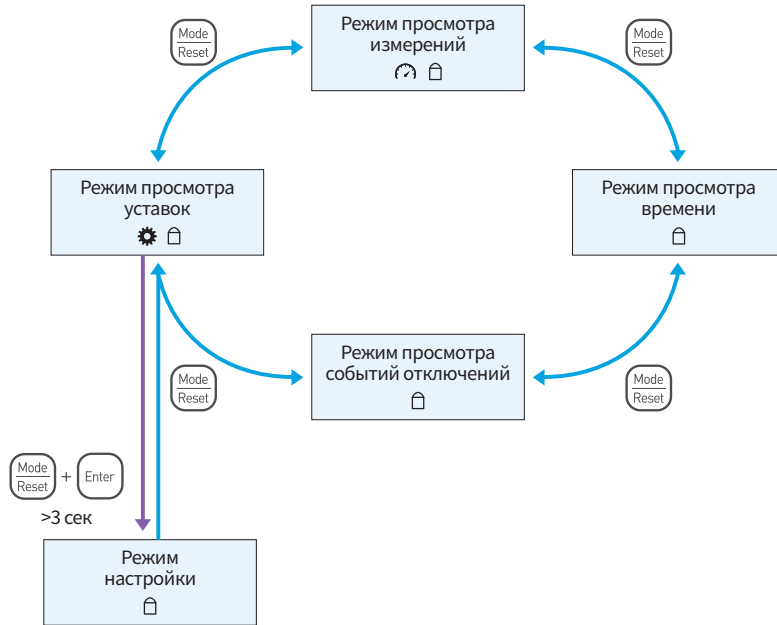 Режим просмотра
измерений
Mode
Reset
Mode
Reset
Режим просмотра
уставок
Режим просмотра
времени
Режим просмотра
событий отключений
Mode
Reset
Mode
Reset
Mode
Reset
+
Enter
>3 сек
Режим
настройки